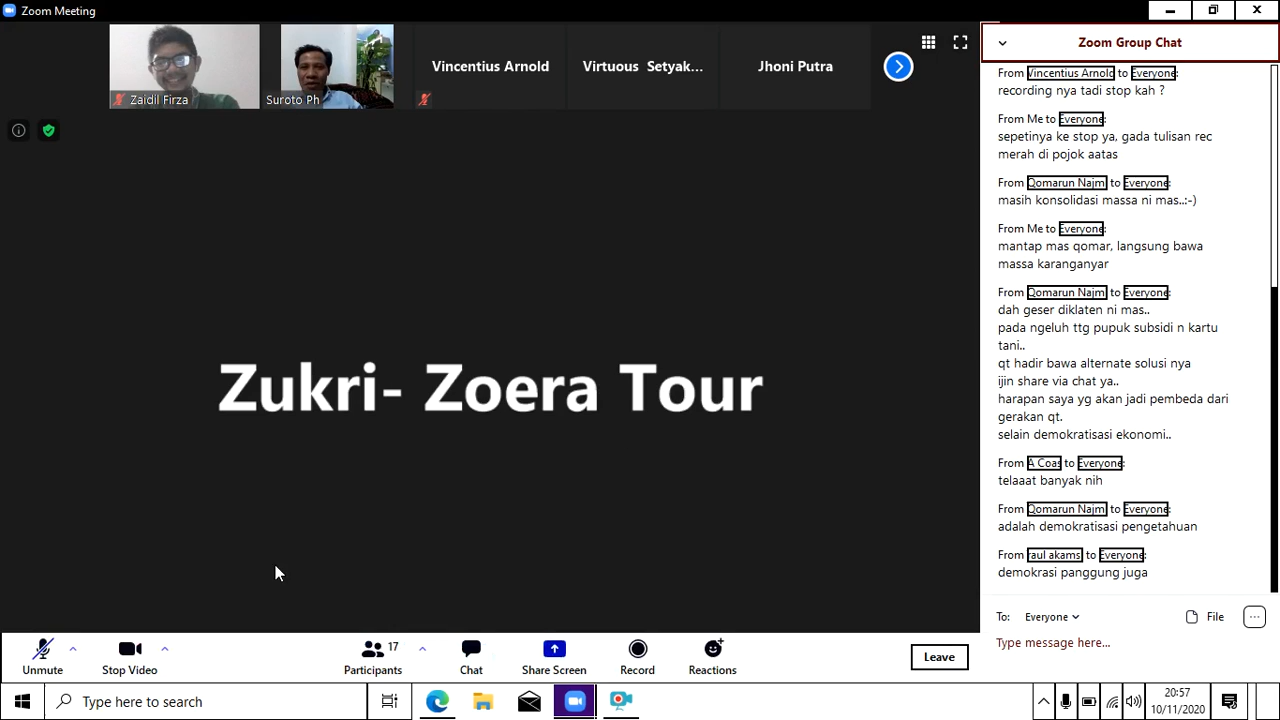 Zoom Meeting
Zaidil Firza
Suroto Ph
Vincentius Arnold
Virtuous Setyak...
Jhoni Putra
Zukri- Zoera Tour
Zoom Group Chat
From Vincentius Arnold to Everyone:
recording nya tadi stop kah ?
From Me to Everyone:
sepetinya ke stop ya, gada tulisan rec
merah di pojok aatas
From Qomarun Najmi to Everyone:
masih konsolidasi massa ni mas..:-)
From Me to Everyone:
mantap mas qomar, langsung bawa
massa karanganyar
From Qomarun Najmi to Everyone:
dah geser diklaten ni mas..
pada ngeluh ttg pupuk subsidi n kartu
tani..
qt hadir bawa alternate solusi nya
ijin share via chat ya..
harapan saya yg akan jadi pembeda dari
gerakan qt.
selain demokratisasi ekonomi..
From A Coas to Everyone:
telaaat banyak nih
From Qomarun Najmi to Everyone:
adalah demokratisasi pengetahuan
From raul akamsi to Everyone:
demokrasi panggung juga
To: Everyone
File
...
Type message here...
Unmute
Stop Video
17
Participants
Chat
Share Screen
Record
Reactions
Leave
Type here to search
20:57
10/11/2020